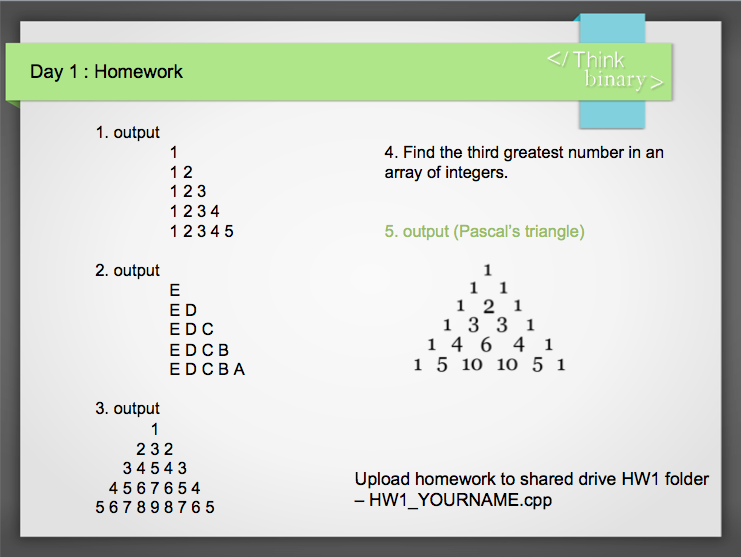 Day 1 : Homework
</Think
binary>
1. output
1
1 2
1 2 3
1 2 3 4
1 2 3 4 5
2. output
E
E D
E D C
E D C B
E D C B A
3. output
1
2 3 2
3 4 5 4 3
4 5 6 7 6 5 4
5 6 7 8 9 8 7 6 5
4. Find the third greatest number in an
array of integers.
5. output (Pascal's triangle)
1
1 1
1 2 1
1 3 3 1
1 4 6 4 1
1 5 10 10 5 1
Upload homework to shared drive HW1 folder
– HW1_YOURNAME.cpp